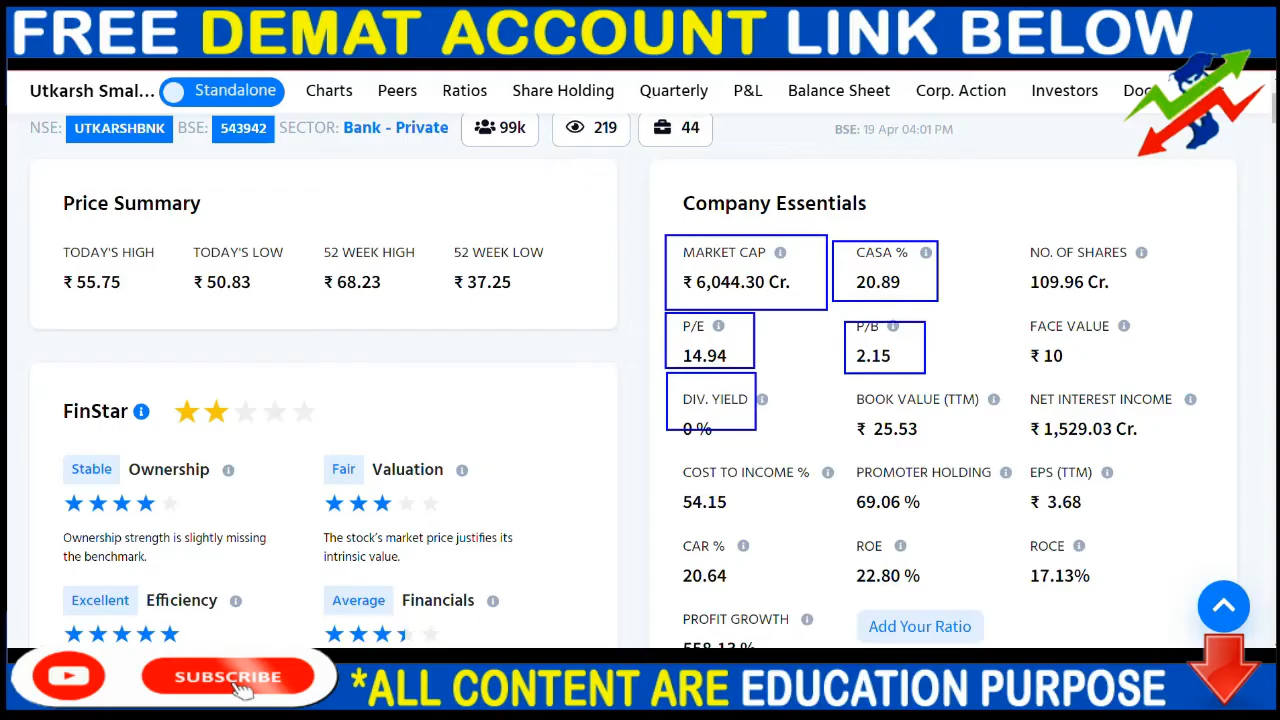 FREE DEMAT ACCOUNT LINK BELOW
Utkarsh Smal... Standalone Charts Peers Ratios Share Holding Quarterly P&L Balance Sheet Corp. Action Investors
NSE: UTKARSHBNK BSE: 543942 SECTOR: Bank - Private 99k 219 44 BSE: 19 Apr 04:01 PM
Price Summary
TODAY'S HIGH TODAY'S LOW 52 WEEK HIGH 52 WEEK LOW
₹ 55.75 ₹ 50.83 ₹ 68.23 ₹ 37.25
FinStar
Stable Ownership Fair Valuation
Ownership strength is slightly missing
the benchmark.
The stock's market price justifies its
intrinsic value.
Excellent Efficiency Average Financials
Company Essentials
MARKET CAP CASA % NO. OF SHARES
₹ 6,044.30 Cr. 20.89 109.96 Cr.
P/E P/B FACE VALUE
14.94 2.15 ₹ 10
DIV. YIELD BOOK VALUE (TTM) NET INTEREST INCOME
0 % ₹ 25.53 ₹ 1,529.03 Cr.
COST TO INCOME % PROMOTER HOLDING EPS (TTM)
54.15 69.06 % ₹ 3.68
CAR % ROE ROCE
20.64 22.80 % 17.13%
PROFIT GROWTH Add Your Ratio
SUBSCRIBE
*ALL CONTENT ARE EDUCATION PURPOSE